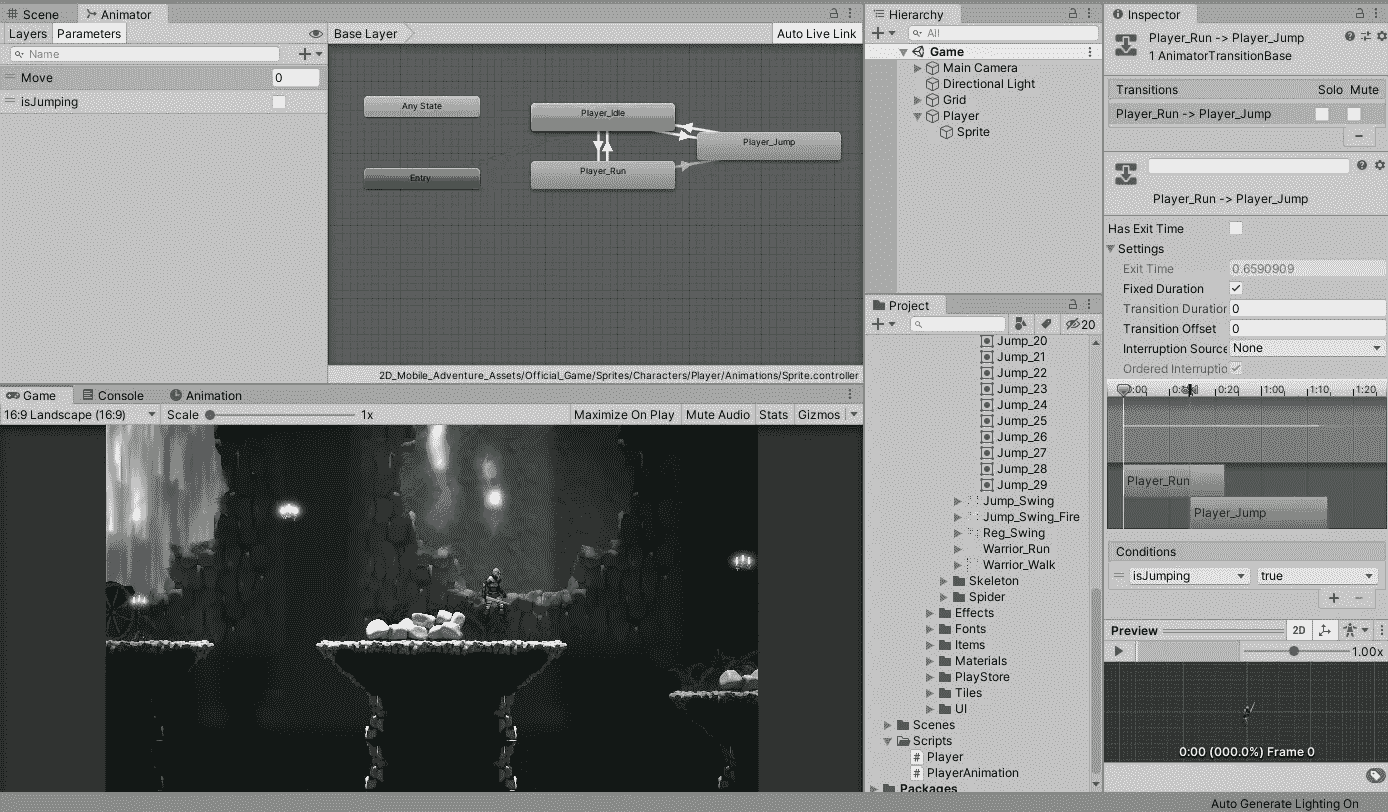 Scene
Animator
Layers
Parameters
Name
Move
0
isJumping
Base Layer
Auto Live Link
Any State
Player_Idle
Player_Jump
Player_Run
Entry
2D_Mobile_Adventure_Assets/Official_Game/Sprites/Characters/Player/Animations/Sprite.controller
Game
Console
Animation
16:9 Landscape (16:9)
Scale
1x
Maximize On Play
Mute Audio
Stats
Gizmos
Hierarchy
All
Game
Main Camera
Directional Light
Grid
Player
Sprite
Project
20
Jump_20
Jump_21
Jump_22
Jump_23
Jump_24
Jump_25
Jump_26
Jump_27
Jump_28
Jump_29
Jump_Swing
Jump_Swing_Fire
Reg_Swing
Warrior_Run
Warrior_Walk
Skeleton
Spider
Effects
Fonts
Items
Materials
PlayStore
Tiles
UI
Scenes
Scripts
Player
PlayerAnimation
Packages
Inspector
Player_Run -> Player_Jump
1 AnimatorTransitionBase
Transitions Solo Mute
Player_Run -> Player_Jump
Player_Run -> Player_Jump
Has Exit Time
Settings
Exit Time 0.6590909
Fixed Duration
Transition Duration 0
Transition Offset 0
Interruption Source None
Ordered Interruptio
0:20 1:00 1:10 1:20
Player_Run
Player_Jump
Conditions
isJumping true
Preview
2D
1.00x
0:00 (000.0%) Frame 0
Auto Generate Lighting On